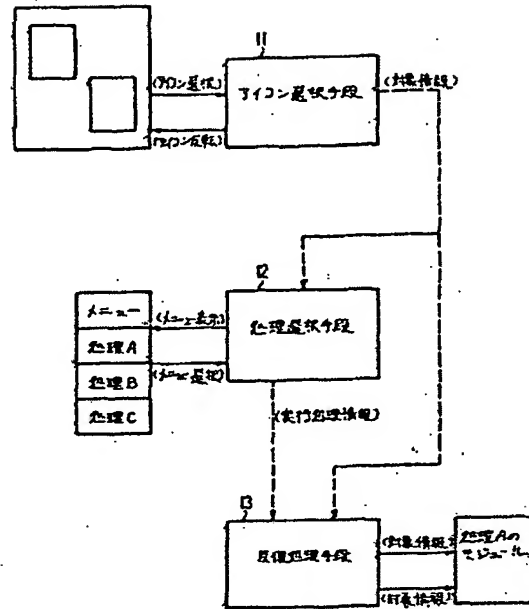 11
(アイコン選択)
アイコン選択手段
(対象情報)
(アイコン反転)
12
メニュー
(メニュー表示)
処理選択手段
処理A
(メニュー選択)
処理B
処理C
(実行処理情報)
13
反復処理手段
(対象情報)
処理Aの
モジュール
(対象情報)